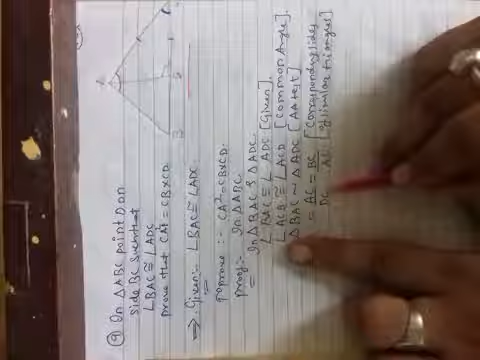 ④ In △ABC point D on
side BC such that
∠BAC ≅ ∠ADC
prove that CA² = CB×CD
⇒ Given:- ∠BAC ≅ ∠ADC.
To prove :- CA² = CB×CD.
proof:- In △ABC.
In △BAC & △ADC.
∠BAC ≅ ∠ADC [Given].
∠ACB ≅ ∠ACD [Common Angle].
△BAC ~ △ADC [AA test]
= AC/DC = BC/AC [corresponding sides
of similar triangles]
A
B
D